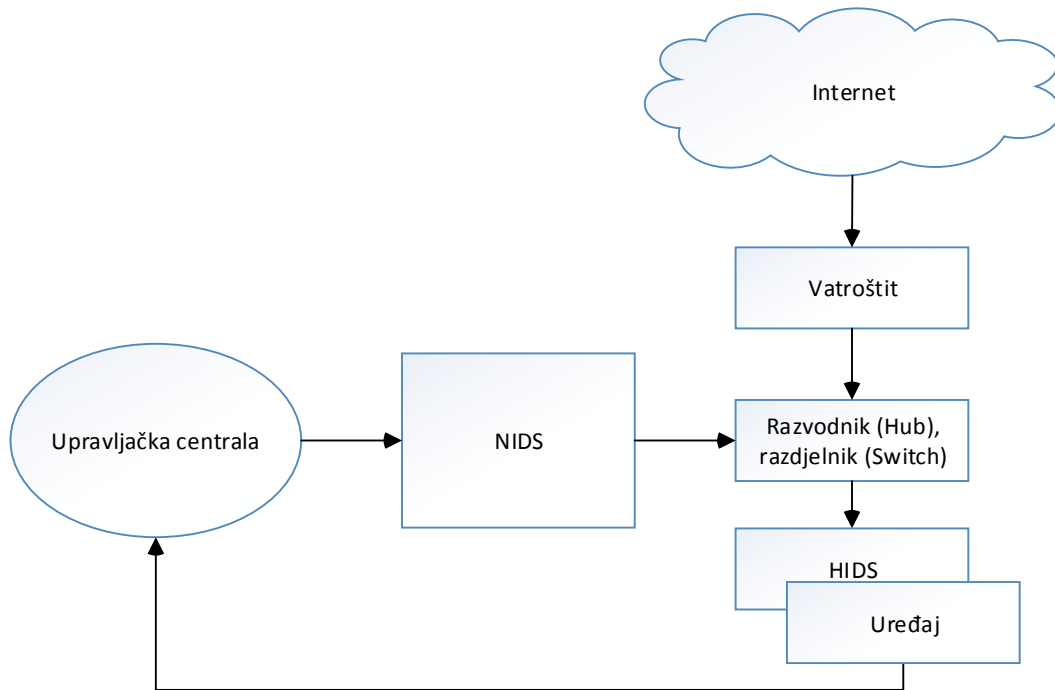 Internet
Vatroštit
Upravljačka centrala
NIDS
Razvodnik (Hub),
razdjelnik (Switch)
HIDS
Uređaj